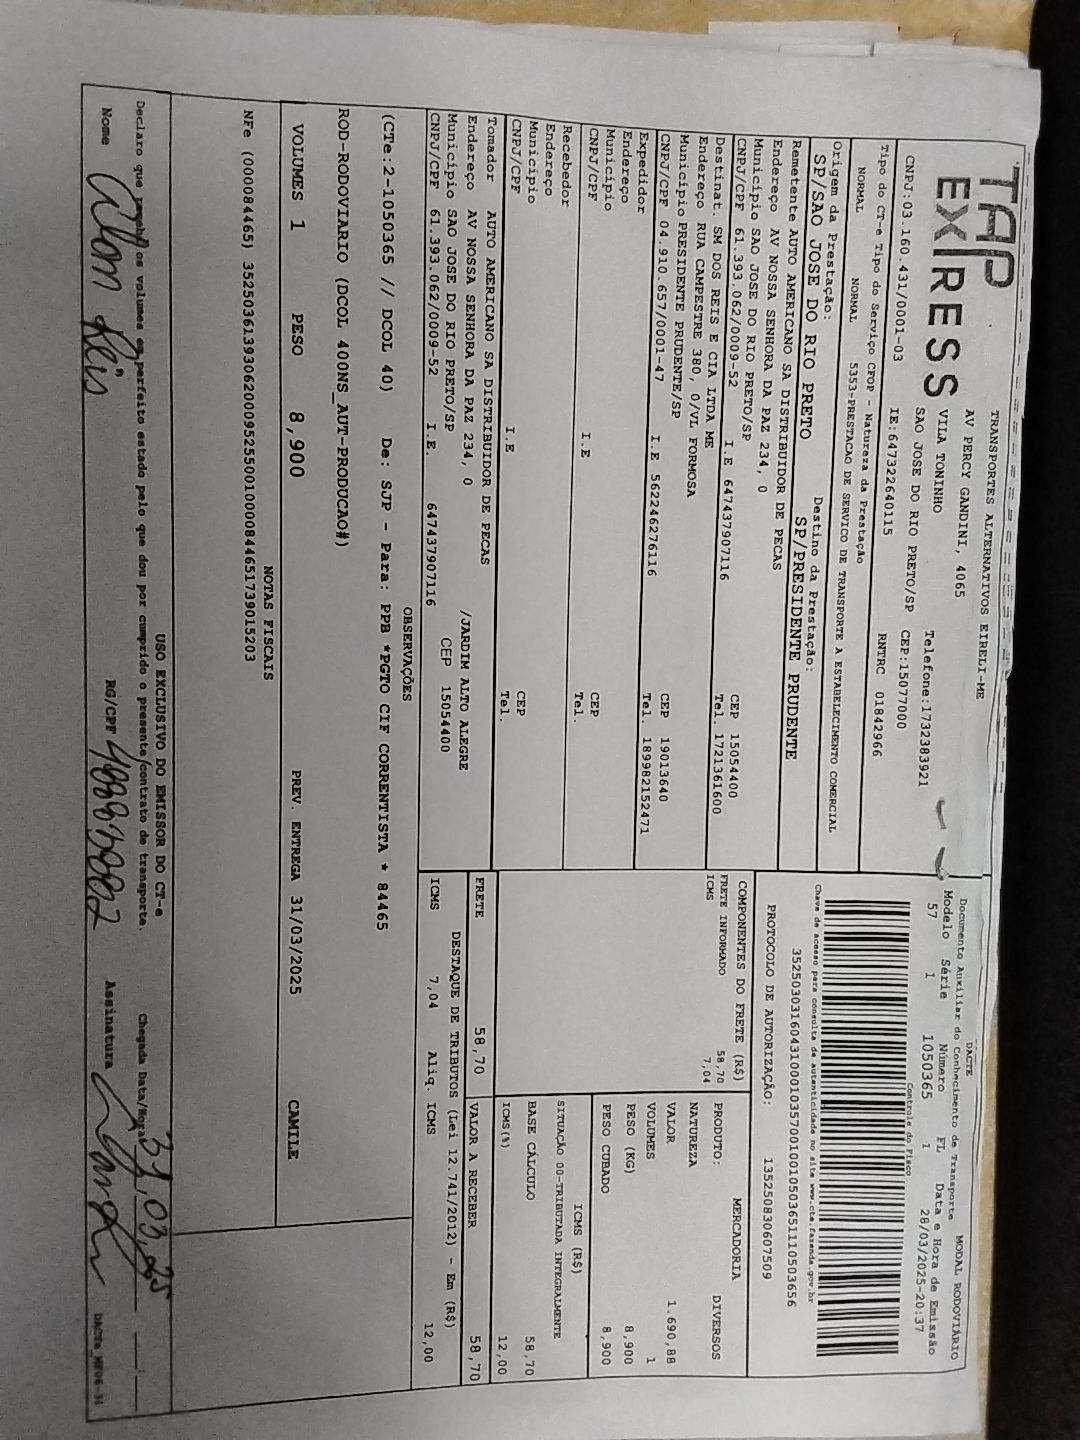 TAP
EXPRESS
TRANSPORTES ALTERNATIVOS EIRELI-ME
AV PERCY GANDINI, 4065
VILA TONINHO Telefone:1732383921
SAO JOSE DO RIO PRETO/SP CEP:15077000
CNPJ:03.160.431/0001-03 IE:647322640115 RNTRC 01842966
DACTE MODAL RODOVIÁRIO
Documento Auxiliar do Conhecimento de Transporte
Modelo Série Número FL Data e Hora de Emissão
57 1 1050365 1 28/03/2025-20:37
Controle do Fisco
Tipo do CT-e Tipo do Serviço CFOP - Natureza da Prestação
NORMAL NORMAL 5353-PRESTACAO DE SERVICO DE TRANSPORTE A ESTABELECIMENTO COMERCIAL
Chave de acesso para consulta de autenticidade no site www.cte.fazenda.gov.br
35250303160431000103570010010503651110503656
PROTOCOLO DE AUTORIZAÇÃO: 135250830607509
Origem da Prestação: Destino da Prestação:
SP/SAO JOSE DO RIO PRETO SP/PRESIDENTE PRUDENTE
Remetente AUTO AMERICANO SA DISTRIBUIDOR DE PECAS
Endereço AV NOSSA SENHORA DA PAZ 234, 0
Município SAO JOSE DO RIO PRETO/SP CEP 15054400
CNPJ/CPF 61.393.062/0009-52 I.E 647437907116 Tel. 1721361600
Destinat. SM DOS REIS E CIA LTDA ME
Endereço RUA CAMPESTRE 380, 0/VL FORMOSA
Município PRESIDENTE PRUDENTE/SP CEP 19013640
CNPJ/CPF 04.910.657/0001-47 I.E 562246276116 Tel. 189982152471
Expedidor
Endereço
Município CEP
CNPJ/CPF I.E Tel.
Recebedor
Endereço
Município CEP
CNPJ/CPF I.E Tel.
Tomador AUTO AMERICANO SA DISTRIBUIDOR DE PECAS
Endereço AV NOSSA SENHORA DA PAZ 234, 0 /JARDIM ALTO ALEGRE
Município SAO JOSE DO RIO PRETO/SP CEP 15054400
CNPJ/CPF 61.393.062/0009-52 I.E. 647437907116
COMPONENTES DO FRETE (R$)
FRETE INFORMADO 58,70
ICMS 7,04
PRODUTO: MERCADORIA
NATUREZA DIVERSOS
VALOR 1.690,88
VOLUMES 1
PESO (KG) 8,900
PESO CUBADO 8,900
ICMS (R$)
SITUAÇÃO 00-TRIBUTADA INTEGRALMENTE
BASE CÁLCULO 58,70
ICMS(%) 12,00
FRETE 58,70 VALOR A RECEBER 58,70
DESTAQUE DE TRIBUTOS (Lei 12.741/2012) - Em (R$)
ICMS 7,04 Aliq. ICMS 12,00
OBSERVAÇÕES
(CTe:2-1050365 // DCOL 40) De: SJP - Para: PPB *PGTO CIF CORRENTISTA * 84465
ROD-RODOVIARIO (DCOL 400NS_AUT-PRODUCAO#)
VOLUMES 1 PESO 8,900 PREV. ENTREGA 31/03/2025 CAMILE
NOTAS FISCAIS
NFe (000084465) 35250361393062000952550010000844651739015203
USO EXCLUSIVO DO EMISSOR DO CT-e
Declaro que recebi os volumes em perfeito estado pelo que dou por cumprido o presente contrato de transporte. Chegada Data/Hora 31,03,25
Nome Reis RG/CPF Assinatura
DACTe_MF06-31